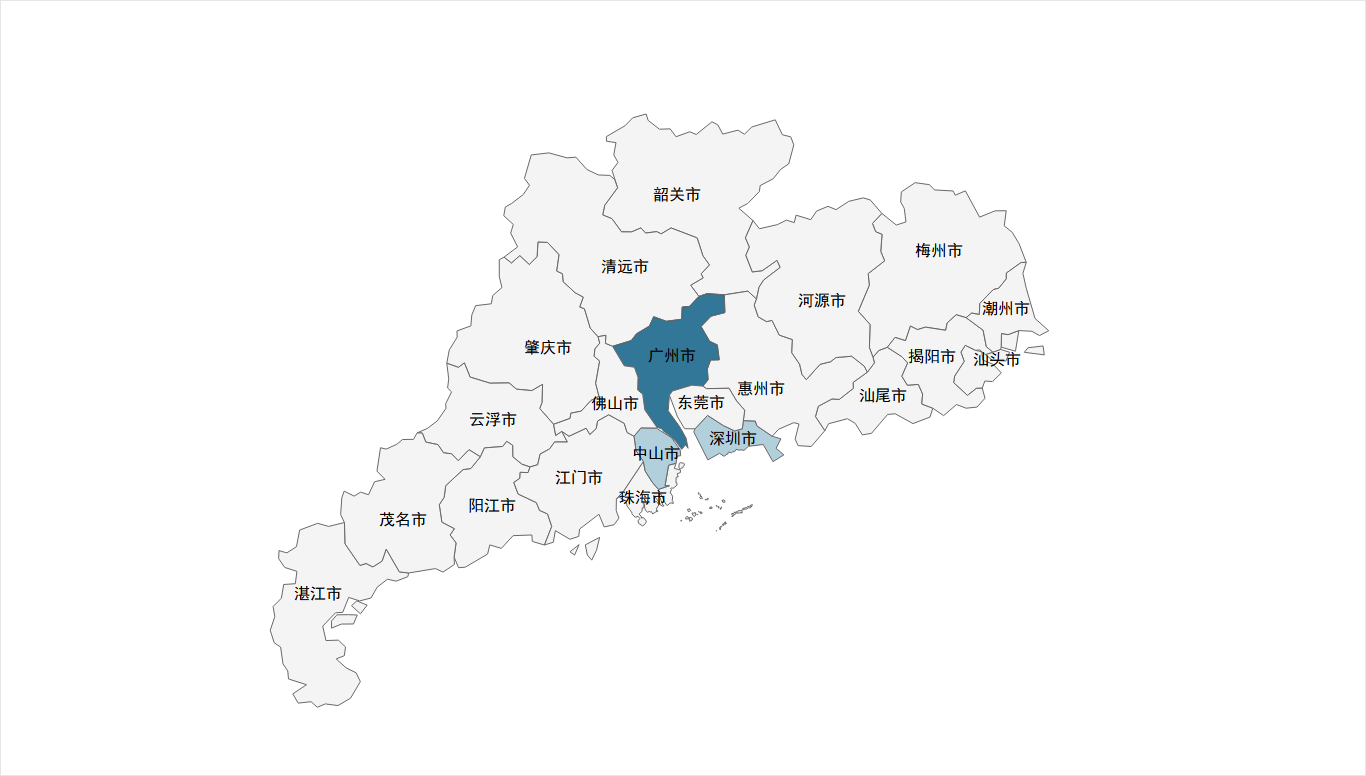 韶关市
梅州市
清远市
河源市
潮州市
肇庆市
广州市
揭阳市
汕头市
惠州市
汕尾市
佛山市
东莞市
云浮市
深圳市
中山市
江门市
珠海市
阳江市
茂名市
湛江市